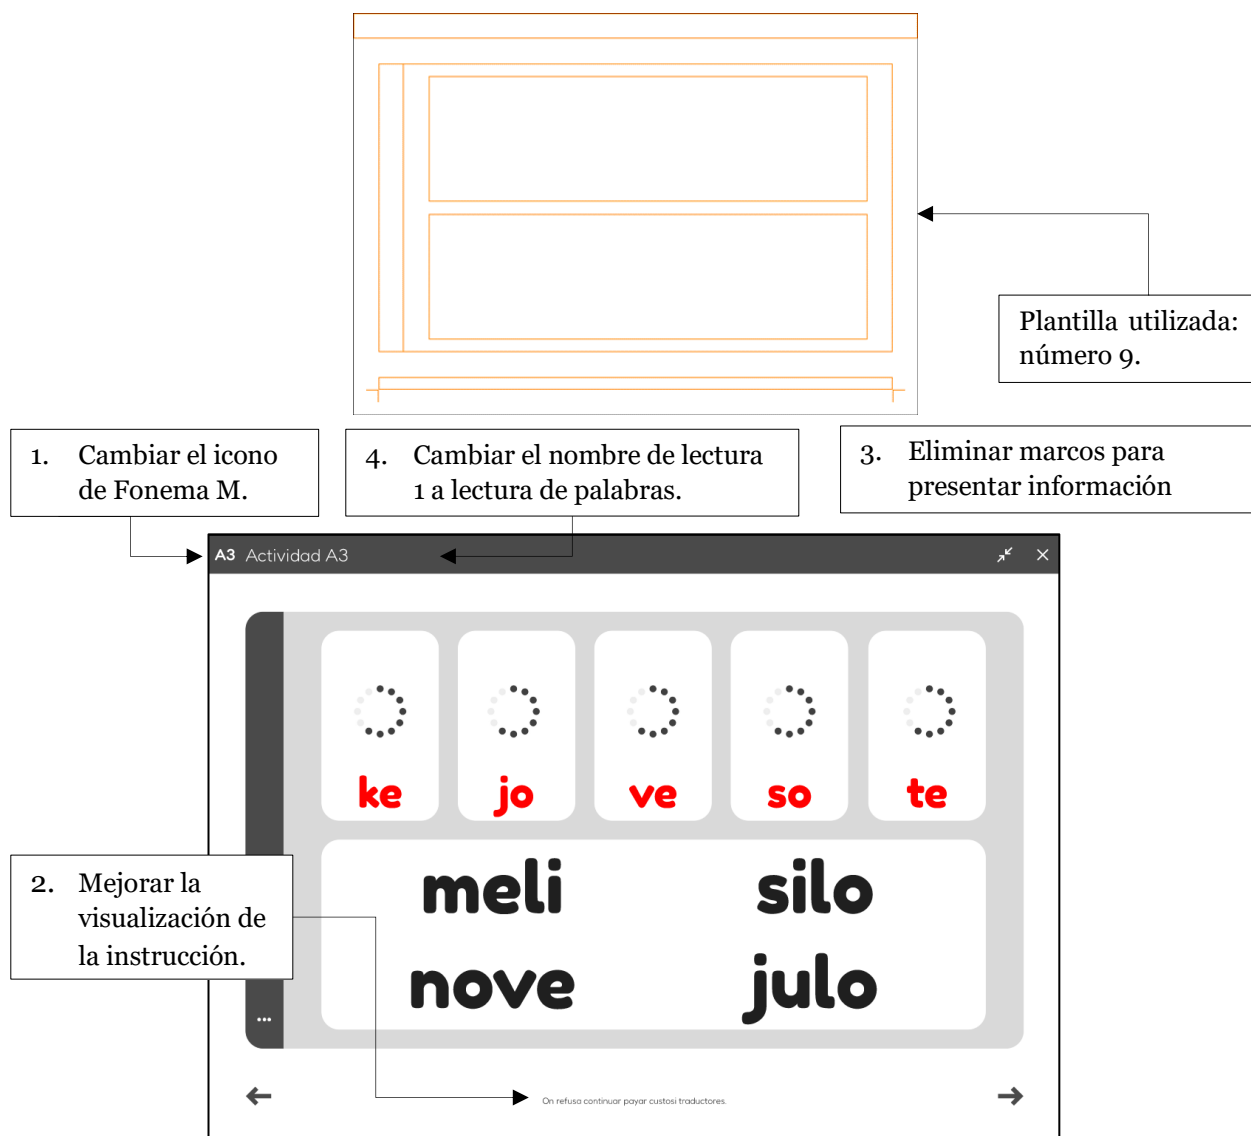 Plantilla utilizada:
número 9.
1. Cambiar el icono
de Fonema M.
4. Cambiar el nombre de lectura
1 a lectura de palabras.
3. Eliminar marcos para
presentar información
A3 Actividad A3
ke jo ve so te
2. Mejorar la
visualización de
la instrucción.
meli silo
nove julo
On refusa continuar payar custosi traductores.